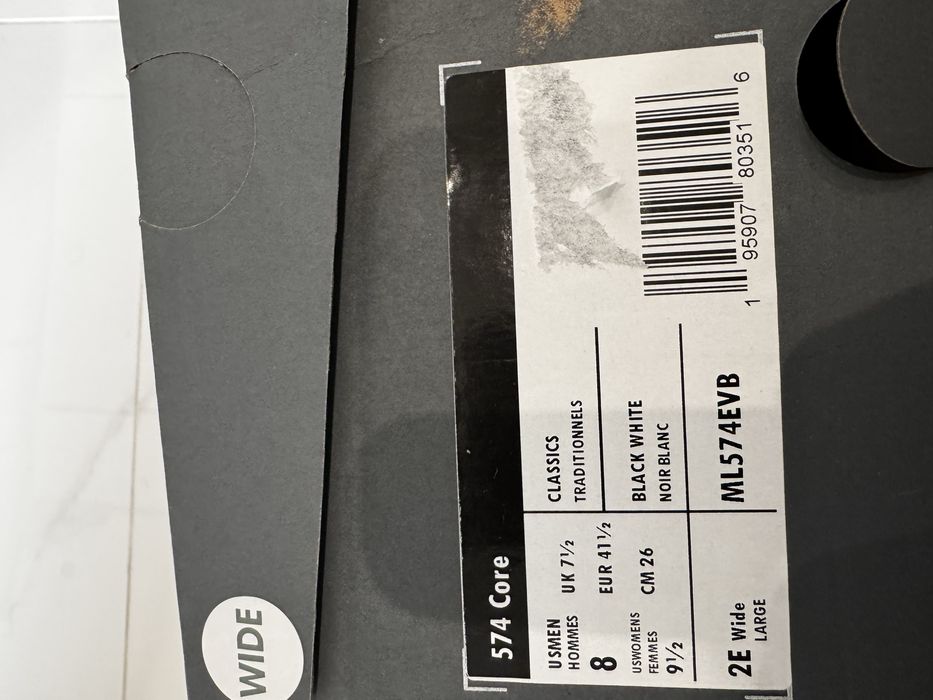 WIDE
574 Core
USMEN
HOMMES
8
UK 7½
EUR 41½
USWOMENS
FEMMES
9½
CM 26
2E Wide
LARGE
CLASSICS
TRADITIONNELS
BLACK WHITE
NOIR BLANC
ML574EVB
1 95907 80351 6